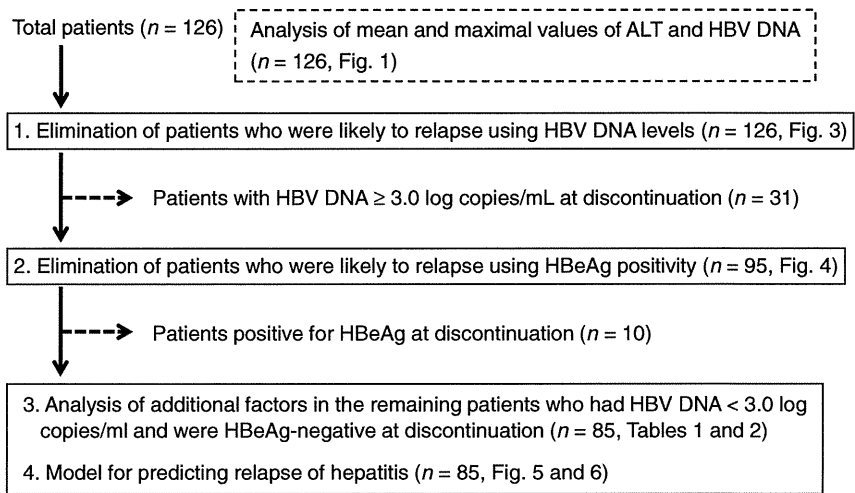 Total patients (n = 126)
Analysis of mean and maximal values of ALT and HBV DNA
(n = 126, Fig. 1)
1. Elimination of patients who were likely to relapse using HBV DNA levels (n = 126, Fig. 3)
Patients with HBV DNA ≥ 3.0 log copies/mL at discontinuation (n = 31)
2. Elimination of patients who were likely to relapse using HBeAg positivity (n = 95, Fig. 4)
Patients positive for HBeAg at discontinuation (n = 10)
3. Analysis of additional factors in the remaining patients who had HBV DNA < 3.0 log
copies/ml and were HBeAg-negative at discontinuation (n = 85, Tables 1 and 2)
4. Model for predicting relapse of hepatitis (n = 85, Fig. 5 and 6)